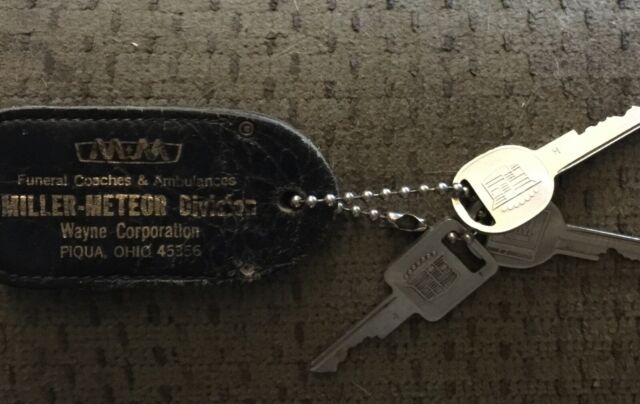 ©
M-M
Funeral Coaches & Ambulances
MILLER-METEOR Division
Wayne Corporation
PIQUA, OHIO 45356